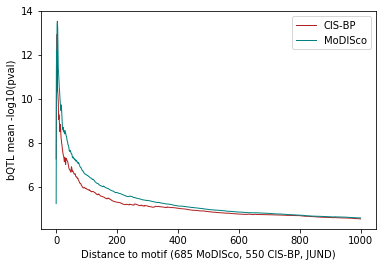 14
12
10
8
6
bQTL mean -log10(pval)
CIS-BP
MoDISco
0 200 400 600 800 1000
Distance to motif (685 MoDISco, 550 CIS-BP, JUND)